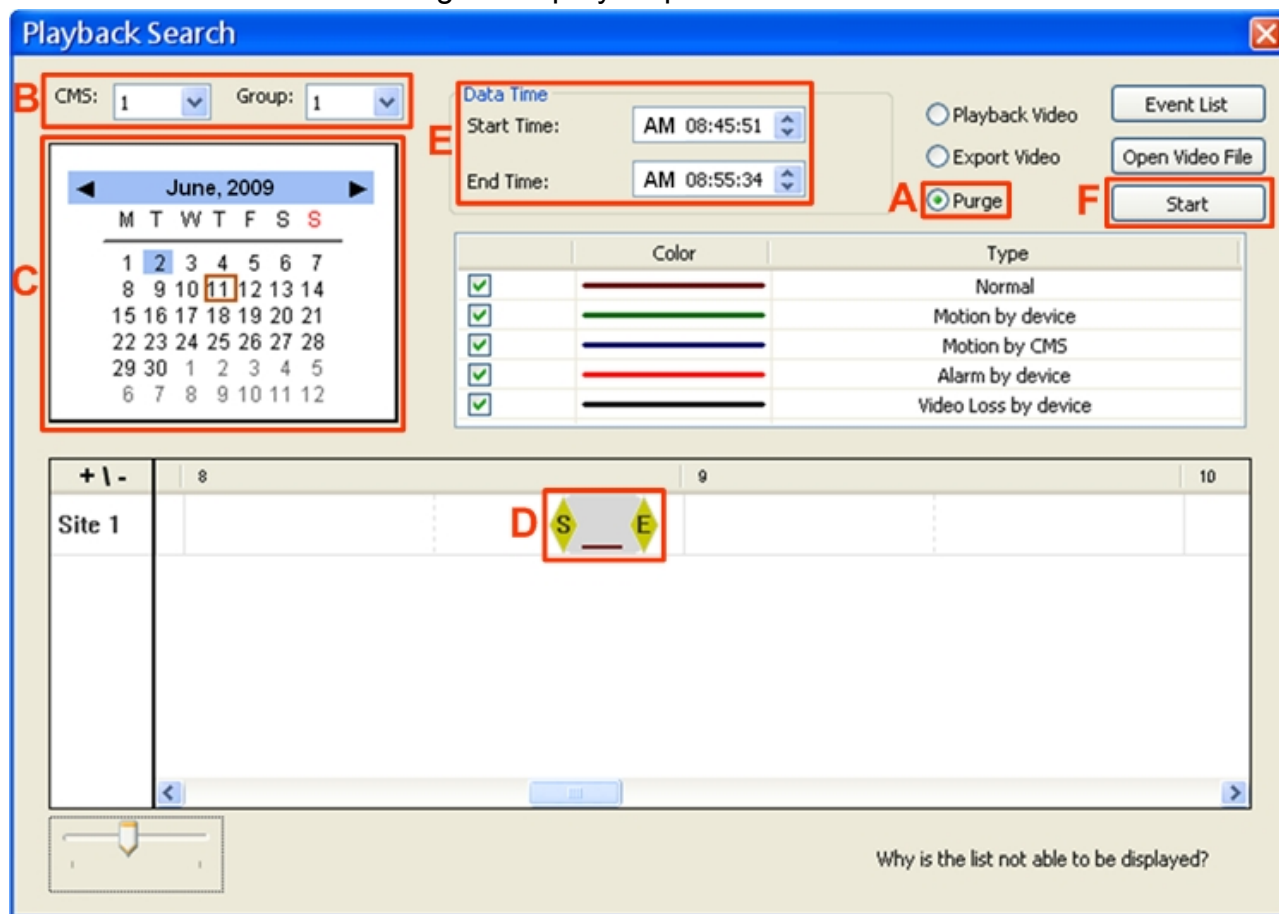 Playback Search
B CMS: 1 Group: 1
E Data Time
Start Time: AM 08:45:51
End Time: AM 08:55:34
Playback Video
Export Video
A Purge
Event List
Open Video File
F Start
C
June, 2009
M T W T F S S
1 2 3 4 5 6 7
8 9 10 11 12 13 14
15 16 17 18 19 20 21
22 23 24 25 26 27 28
29 30 1 2 3 4 5
6 7 8 9 10 11 12
Color Type
Normal
Motion by device
Motion by CMS
Alarm by device
Video Loss by device
+ \ - 8 9 10
Site 1 D S E
Why is the list not able to be displayed?